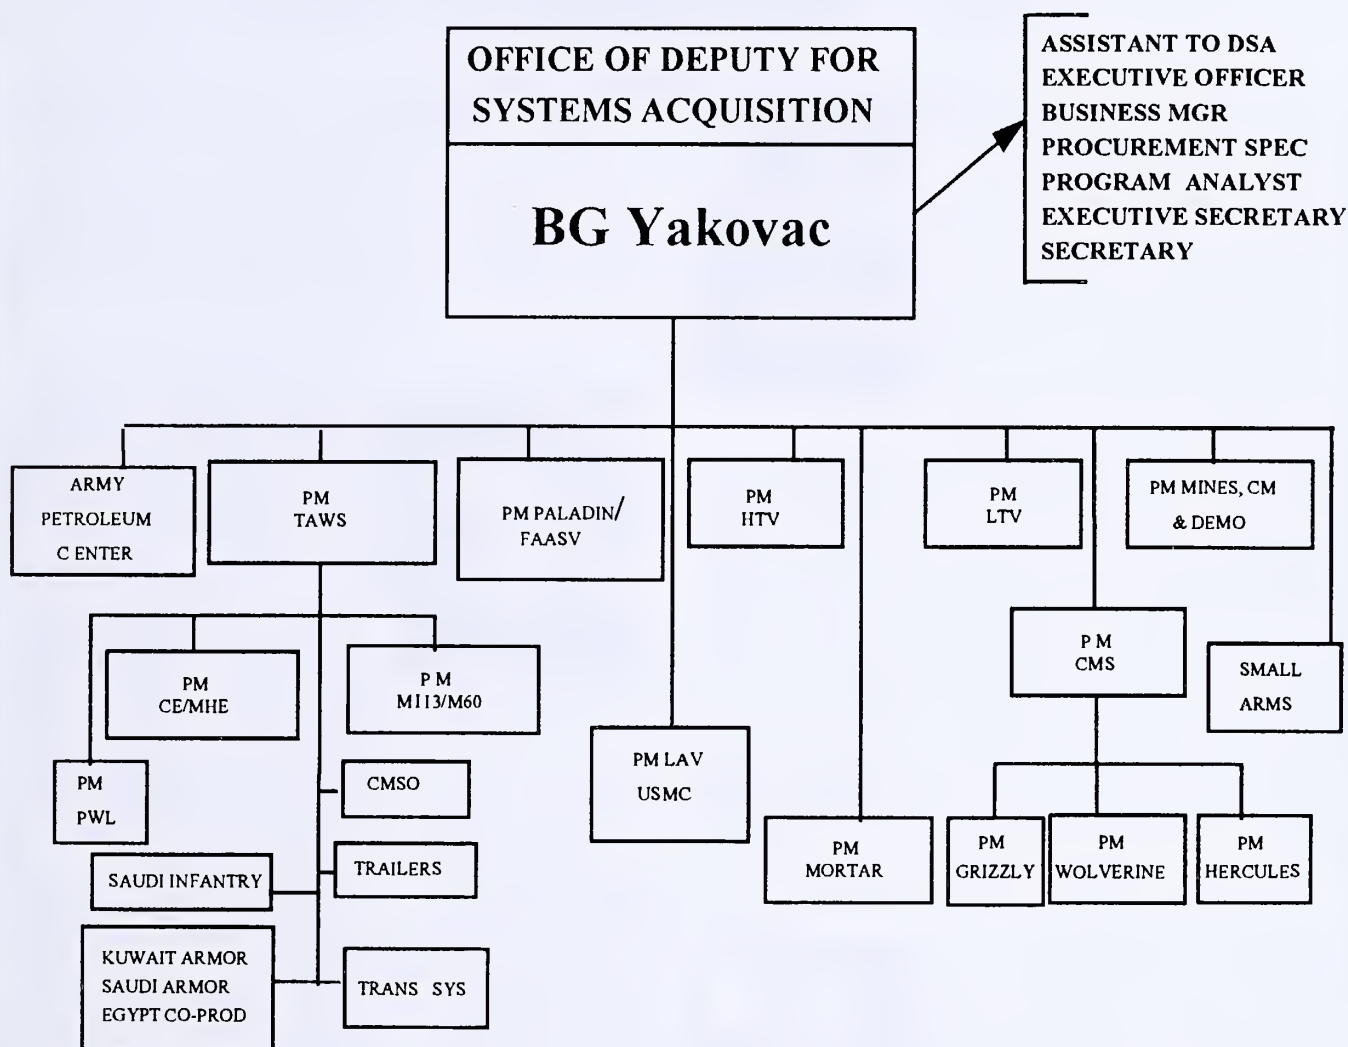 OFFICE OF DEPUTY FOR
SYSTEMS ACQUISITION
BG Yakovac
ASSISTANT TO DSA
EXECUTIVE OFFICER
BUSINESS MGR
PROCUREMENT SPEC
PROGRAM ANALYST
EXECUTIVE SECRETARY
SECRETARY
ARMY
PETROLEUM
C ENTER
PM
TAWS
PM PALADIN/
FAASV
PM
HTV
PM
LTV
PM MINES, CM
& DEMO
PM
CE/MHE
P M
M113/M60
P M
CMS
SMALL
ARMS
PM
PWL
CMSO
PM LAV
USMC
PM
MORTAR
PM
GRIZZLY
PM
WOLVERINE
PM
HERCULES
SAUDI INFANTRY
TRAILERS
KUWAIT ARMOR
SAUDI ARMOR
EGYPT CO-PROD
TRANS SYS